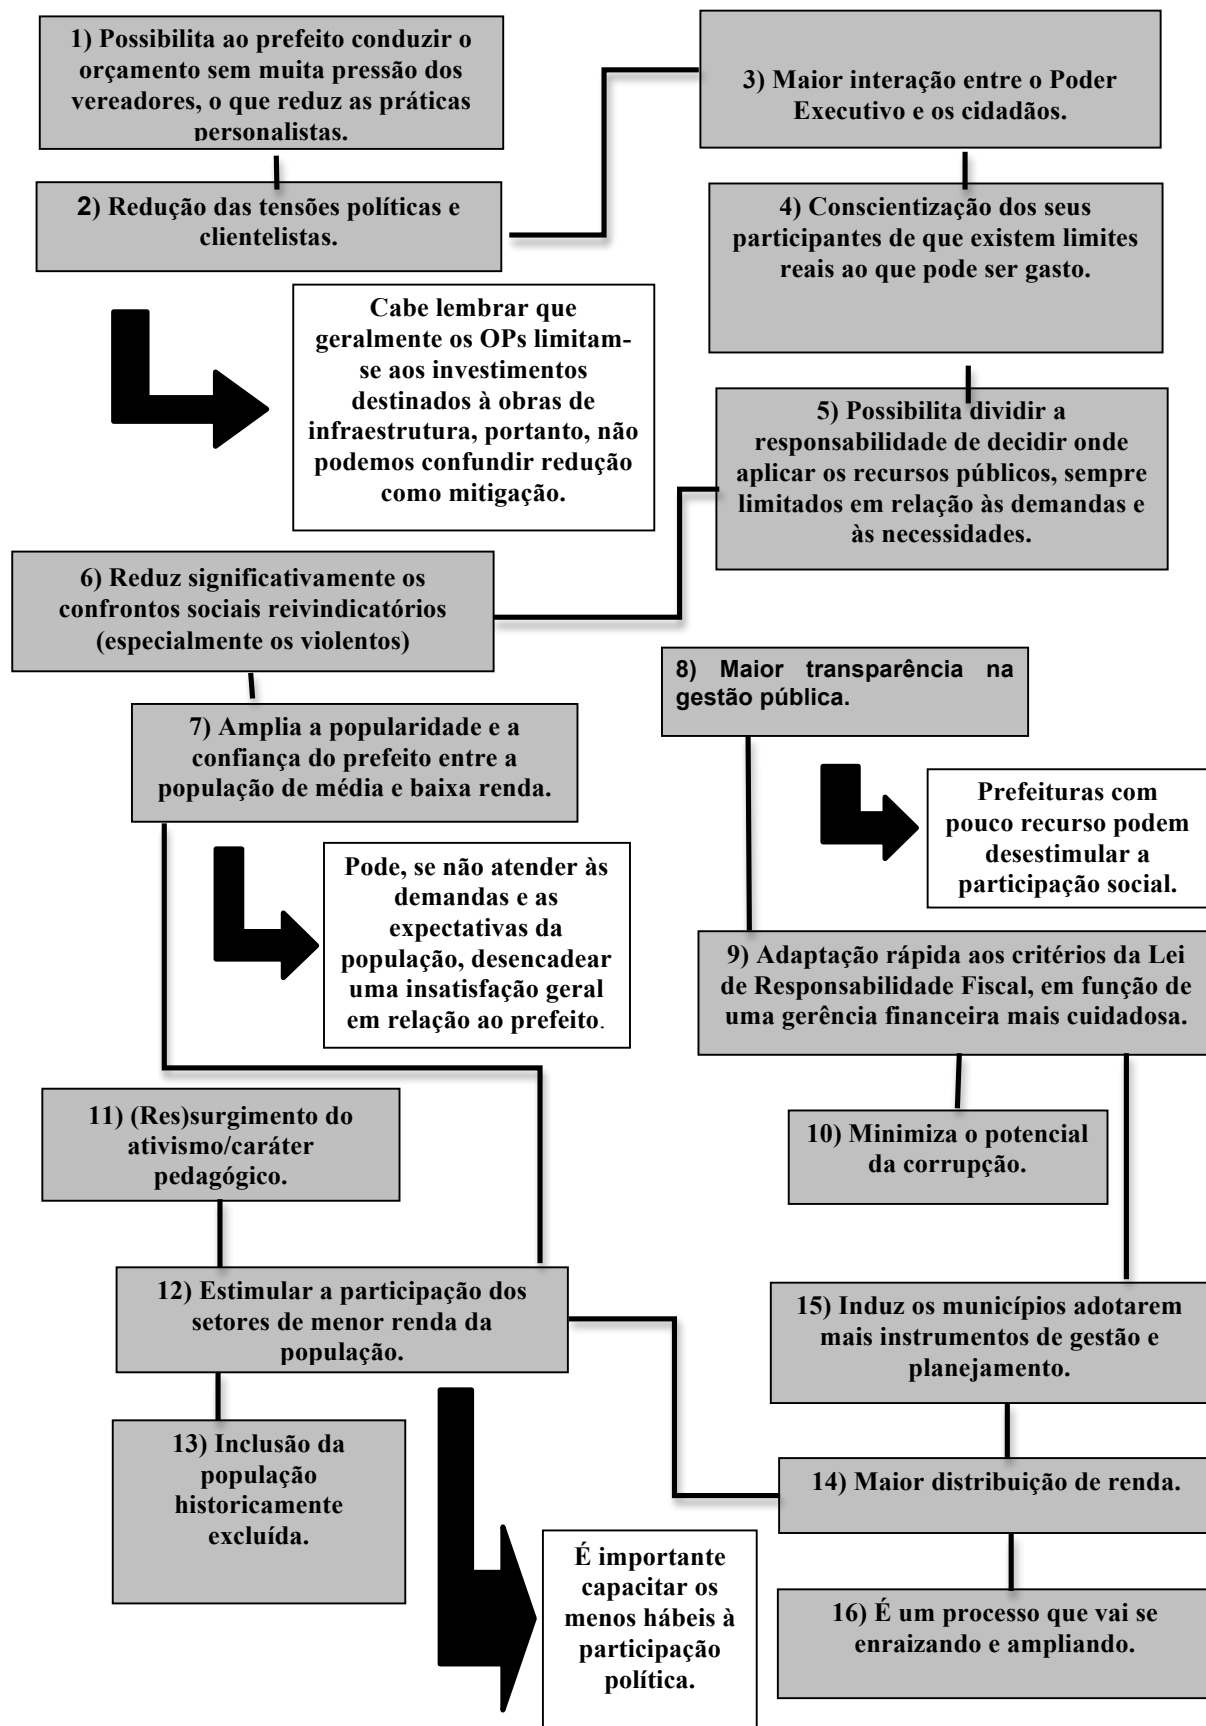 1) Possibilita ao prefeito conduzir o
orçamento sem muita pressão dos
vereadores, o que reduz as práticas
personalistas.
2) Redução das tensões políticas e
clientelistas.
3) Maior interação entre o Poder
Executivo e os cidadãos.
4) Conscientização dos seus
participantes de que existem limites
reais ao que pode ser gasto.
Cabe lembrar que
geralmente os OPs limitam-
se aos investimentos
destinados à obras de
infraestrutura, portanto, não
podemos confundir redução
como mitigação.
5) Possibilita dividir a
responsabilidade de decidir onde
aplicar os recursos públicos, sempre
limitados em relação às demandas e
às necessidades.
6) Reduz significativamente os
confrontos sociais reivindicatórios
(especialmente os violentos)
7) Amplia a popularidade e a
confiança do prefeito entre a
população de média e baixa renda.
8) Maior transparência na
gestão pública.
Prefeituras com
pouco recurso podem
desestimular a
participação social.
Pode, se não atender às
demandas e as
expectativas da
população, desencadear
uma insatisfação geral
em relação ao prefeito.
9) Adaptação rápida aos critérios da Lei
de Responsabilidade Fiscal, em função de
uma gerência financeira mais cuidadosa.
10) Minimiza o potencial
da corrupção.
11) (Res)surgimento do
ativismo/caráter
pedagógico.
12) Estimular a participação dos
setores de menor renda da
população.
15) Induz os municípios adotarem
mais instrumentos de gestão e
planejamento.
13) Inclusão da
população
historicamente
excluída.
14) Maior distribuição de renda.
É importante
capacitar os
menos hábeis à
participação
política.
16) É um processo que vai se
enraizando e ampliando.